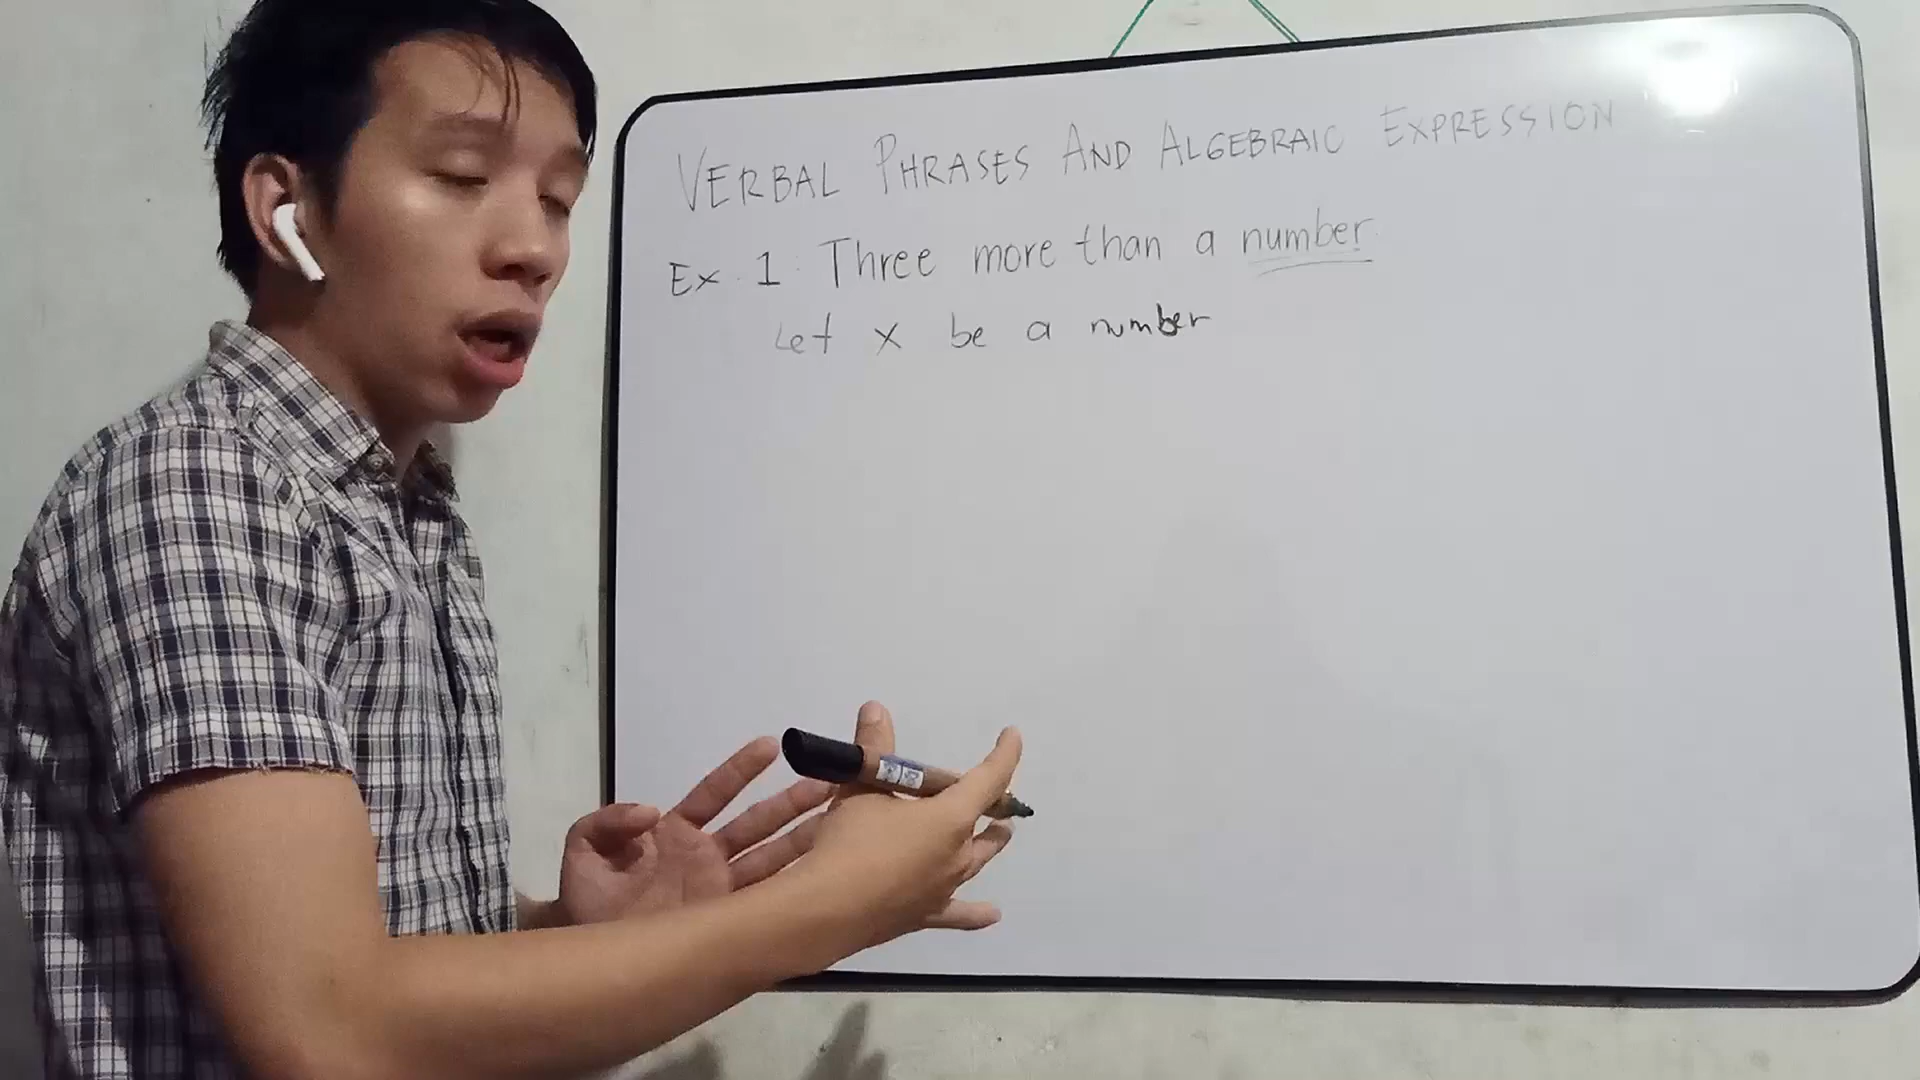 VERBAL PHRASES AND ALGEBRAIC EXPRESSION
Ex. 1: Three more than a number.
Let x be a number